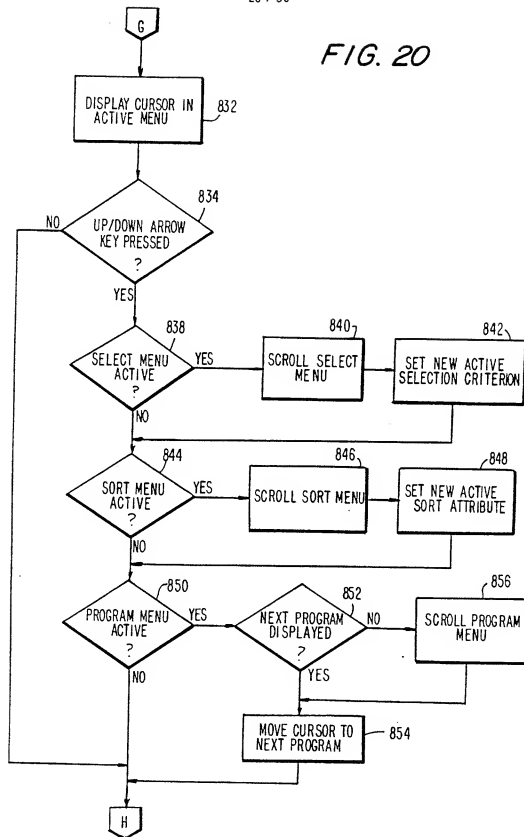 G
FIG. 20
DISPLAY CURSOR IN
ACTIVE MENU
832
834
NO
UP/DOWN ARROW
KEY PRESSED
?
YES
838
SELECT MENU
ACTIVE
?
YES
NO
840
SCROLL SELECT
MENU
842
SET NEW ACTIVE
SELECTION CRITERION
844
SORT MENU
ACTIVE
?
YES
NO
846
SCROLL SORT MENU
848
SET NEW ACTIVE
SORT ATTRIBUTE
850
PROGRAM MENU
ACTIVE
?
YES
NO
852
NEXT PROGRAM
DISPLAYED
?
NO
YES
856
SCROLL PROGRAM
MENU
MOVE CURSOR TO
NEXT PROGRAM
854
H